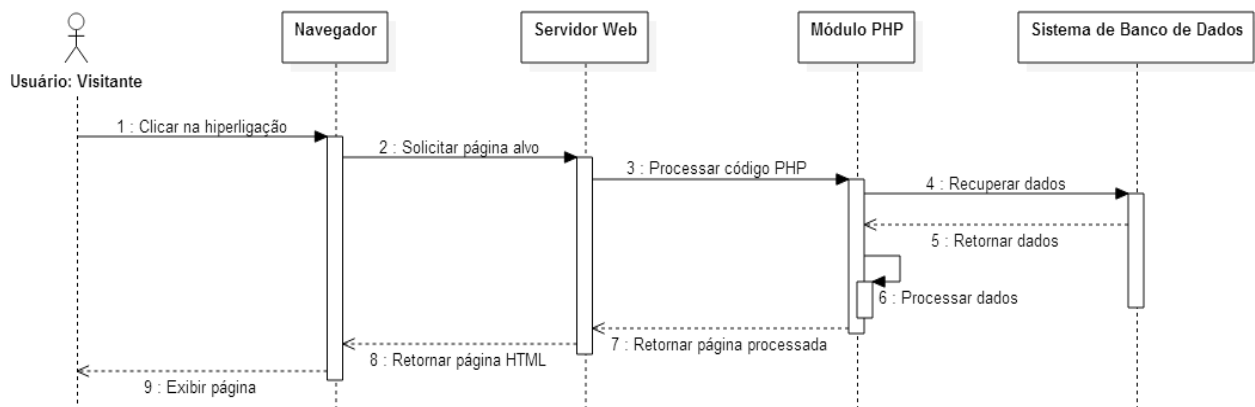 Navegador
Servidor Web
Módulo PHP
Sistema de Banco de Dados
Usuário: Visitante
1 : Clicar na hiperligação
2 : Solicitar página alvo
3 : Processar código PHP
4 : Recuperar dados
5 : Retornar dados
6 : Processar dados
7 : Retornar página processada
8 : Retornar página HTML
9 : Exibir página